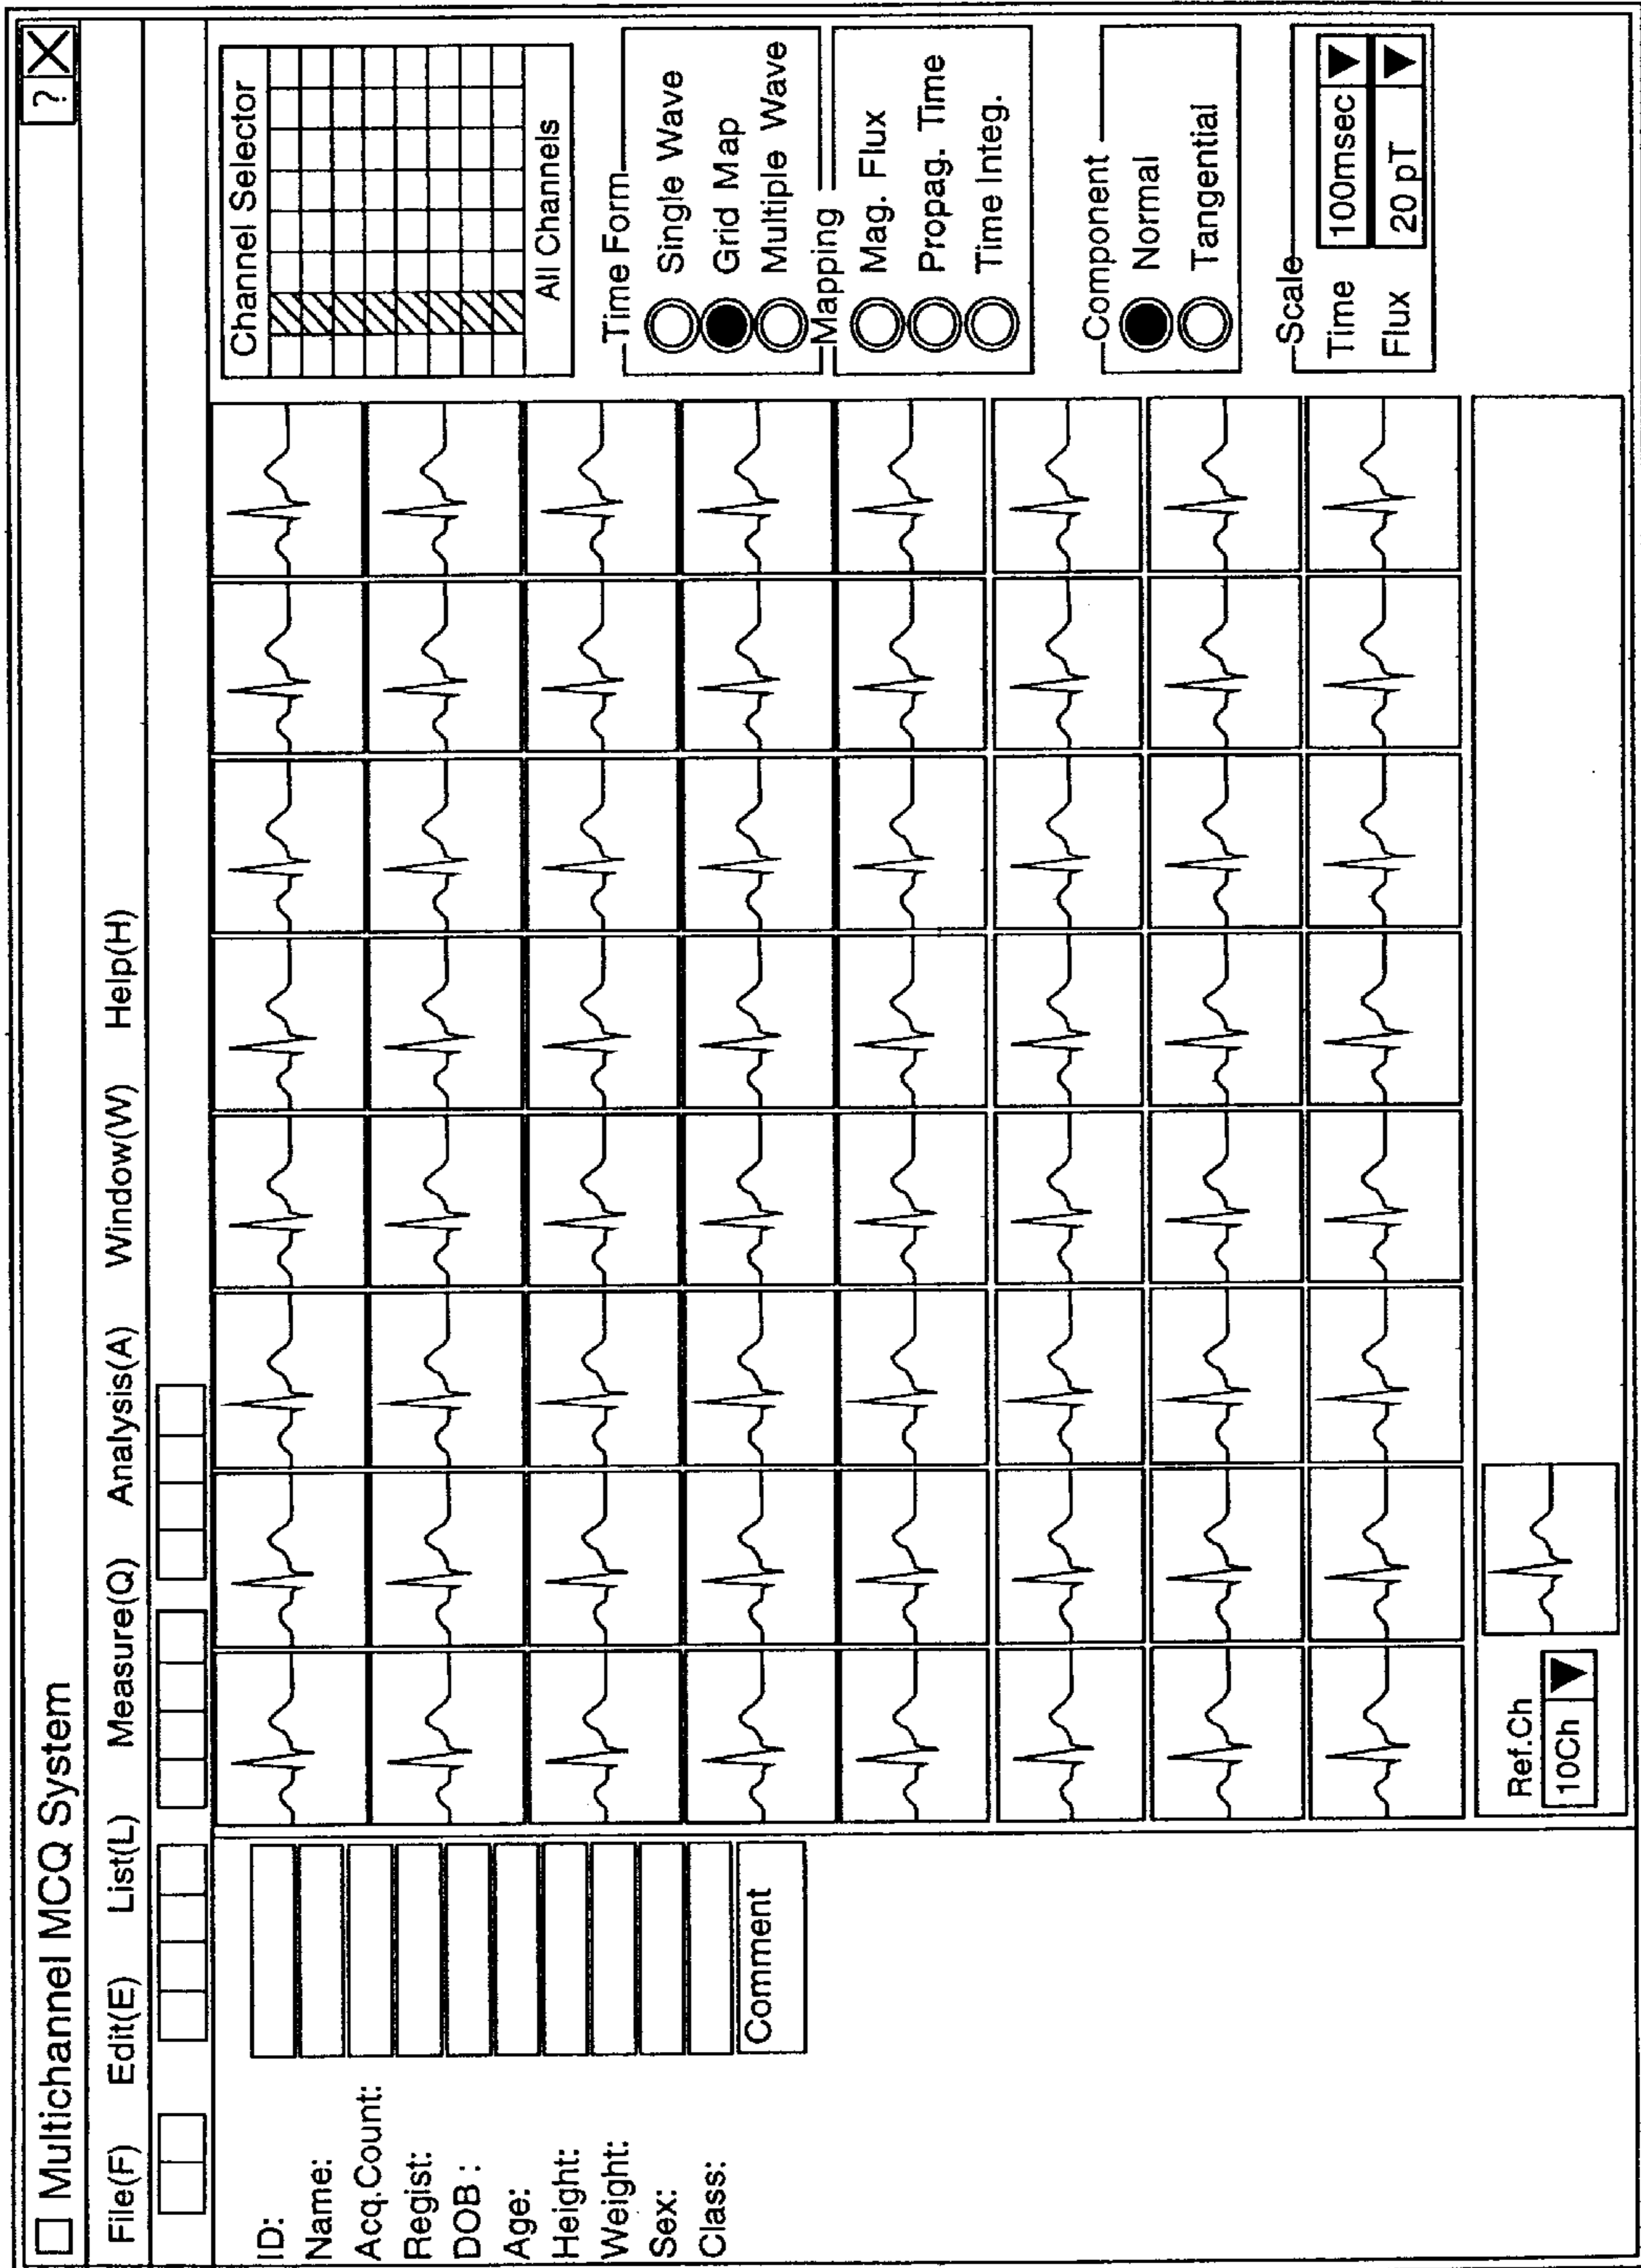 Multichannel MCQ System
?
File(F) Edit(E) List(L) Measure(Q) Analysis(A) Window(W) Help(H)
ID:
Name:
Acq.Count:
Regist:
DOB :
Age:
Height:
Weight:
Sex:
Class:
Comment
Ref.Ch
10Ch
Channel Selector
All Channels
Time Form
Single Wave
Grid Map
Multiple Wave
Mapping
Mag. Flux
Propag. Time
Time Integ.
Component
Normal
Tangential
Scale
Time 100msec
Flux 20 pT